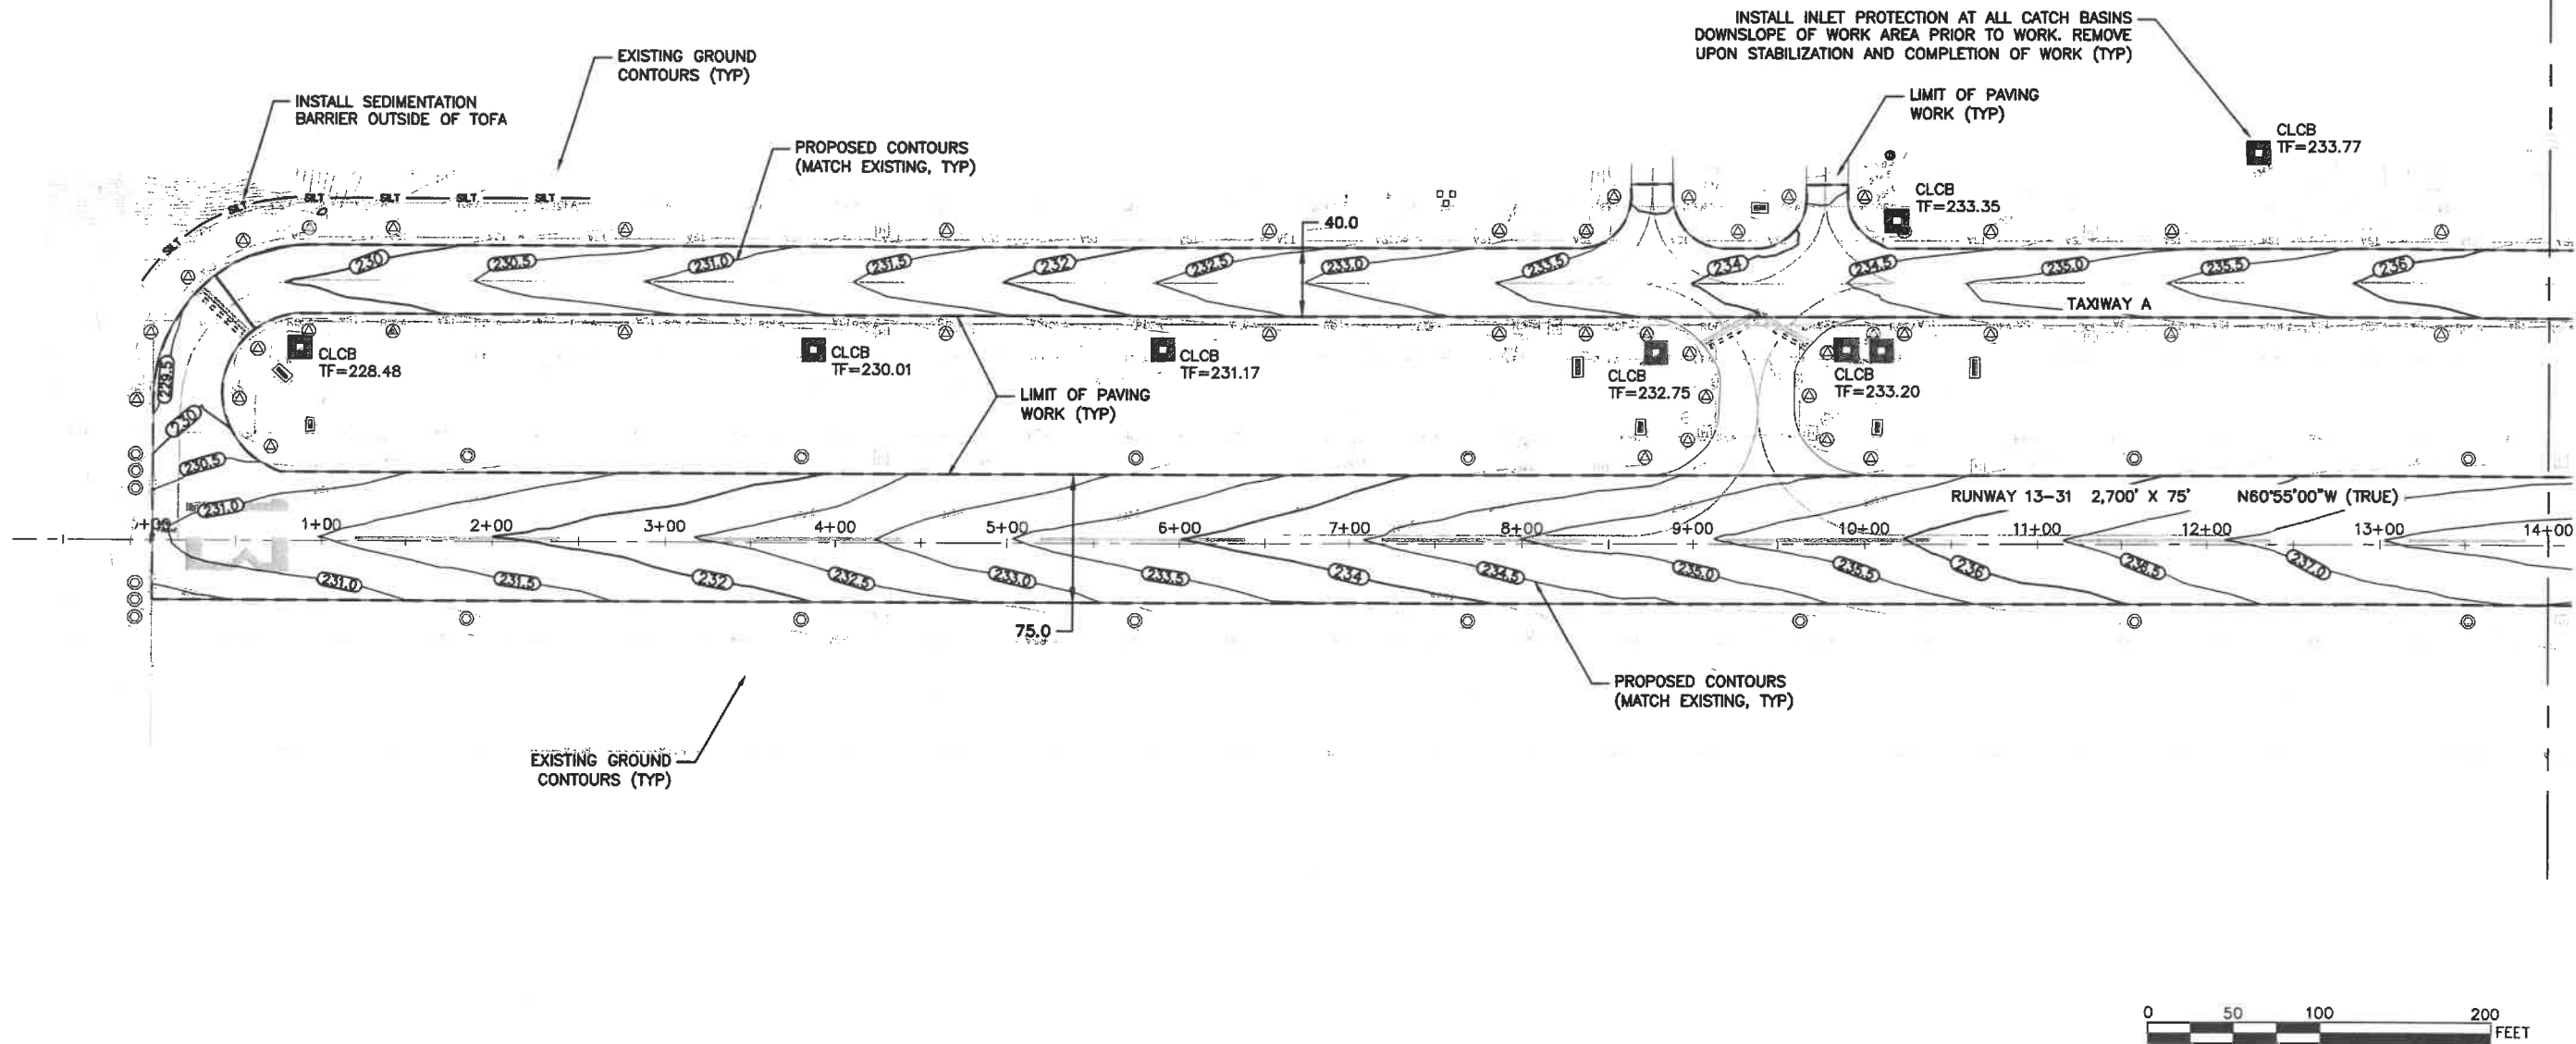 INSTALL INLET PROTECTION AT ALL CATCH BASINS
DOWNSLOPE OF WORK AREA PRIOR TO WORK. REMOVE
UPON STABILIZATION AND COMPLETION OF WORK (TYP)
EXISTING GROUND
CONTOURS (TYP)
INSTALL SEDIMENTATION
BARRIER OUTSIDE OF TOFA
LIMIT OF PAVING
WORK (TYP)
PROPOSED CONTOURS
(MATCH EXISTING, TYP)
CLCB
TF=233.77
CLCB
TF=233.35
SILT
SILT
SILT
SILT
SILT
SILT
40.0
230
230.5
231.0
231.5
232
232.5
233.0
233.5
234
234.5
235.0
235.5
236
TAXIWAY A
CLCB
TF=228.48
CLCB
TF=230.01
CLCB
TF=231.17
CLCB
TF=232.75
CLCB
TF=233.20
229.5
230
230.5
231.0
LIMIT OF PAVING
WORK (TYP)
RUNWAY 13-31 2,700' X 75' N60°55'00"W (TRUE)
1+00
2+00
3+00
4+00
5+00
6+00
7+00
8+00
9+00
10+00
11+00
12+00
13+00
14+00
231.0
231.5
232
232.5
233.0
233.5
234
234.5
235.0
235.5
236
236.5
237.0
75.0
PROPOSED CONTOURS
(MATCH EXISTING, TYP)
EXISTING GROUND
CONTOURS (TYP)
0 50 100 200
FEET